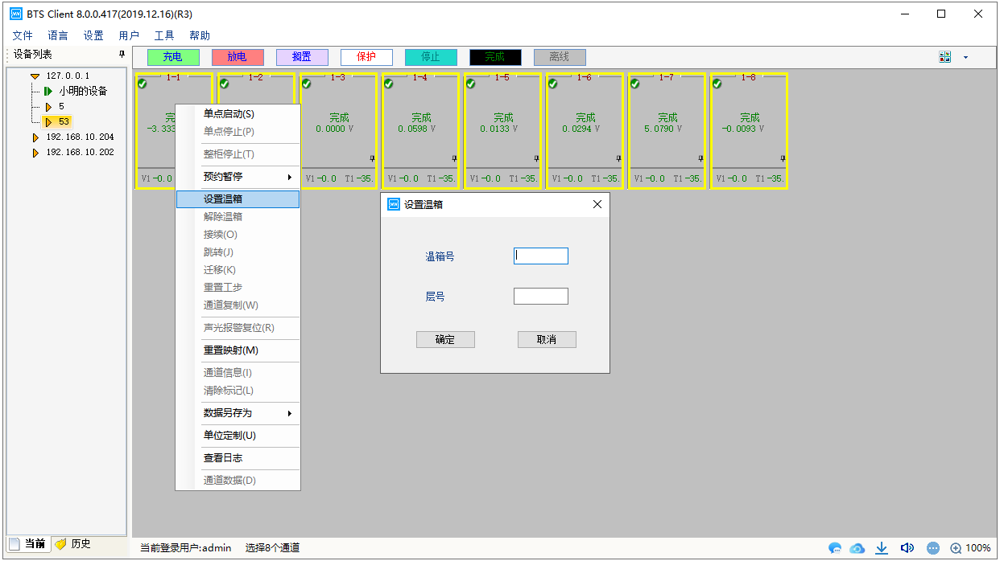 BTS Client 8.0.0.417(2019.12.16)(R3)
文件 语言 设置 用户 工具 帮助
设备列表
充电 放电 搁置 保护 停止 完成 离线
127.0.0.1
小明的设备
5
53
192.168.10.204
192.168.10.202
1-1 1-2 1-3 1-4 1-5 1-6 1-7 1-8
完 完成 完成 完成 完成 完成 完成
-3.333 0.0000 V 0.0598 V 0.0133 V 0.0294 V 5.0790 V -0.0093 V
V1-0.0 V1-0.0 T1-35. V1-0.0 T1-35. V1-0.0 T1-35. V1-0.0 T1-35. V1-0.0 T1-35. V1-0.0 T1-35.
单点启动(S)
单点停止(P)
整柜停止(T)
预约暂停
设置温箱
解除温箱
接续(O)
跳转(J)
迁移(K)
重置工步
通道复制(W)
声光报警复位(R)
重置映射(M)
通道信息(I)
清除标记(L)
数据另存为
单位定制(U)
查看日志
通道数据(D)
设置温箱
温箱号
层号
确定 取消
当前 历史
当前登录用户:admin 选择8个通道
100%